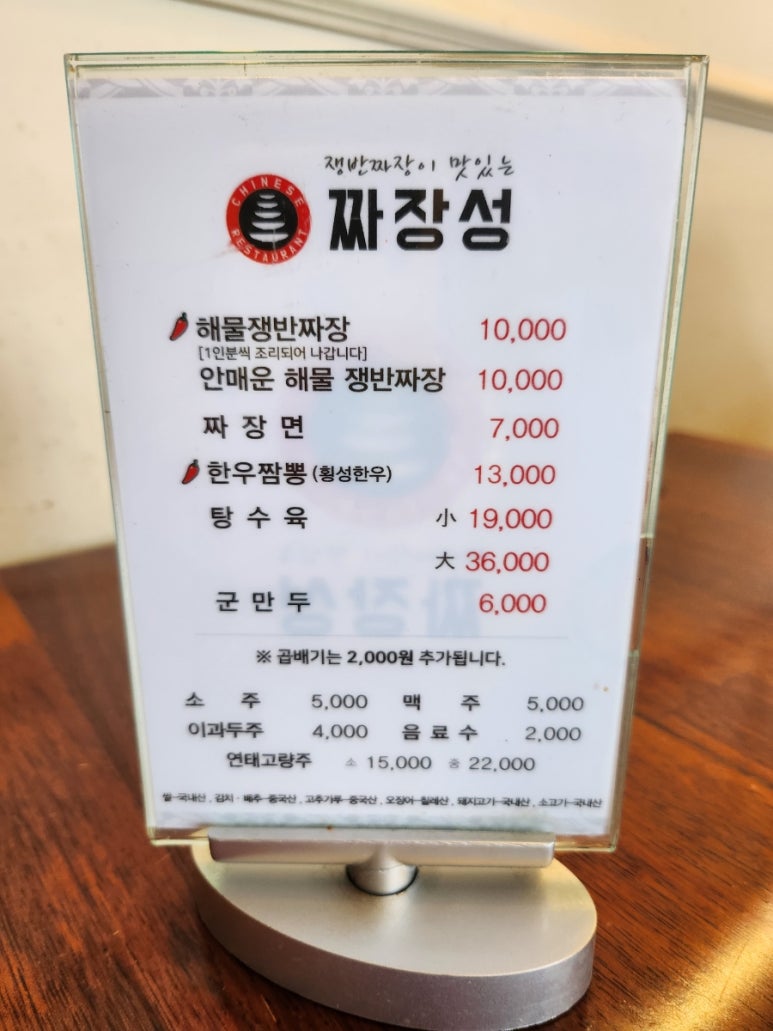 쟁반짜장이 맛있는
CHINESE RESTAURANT
짜장성
해물쟁반짜장 10,000
[1인분씩 조리되어 나갑니다]
안매운 해물 쟁반짜장 10,000
짜장면 7,000
한우짬뽕 (횡성한우) 13,000
탕수육 小 19,000
大 36,000
군만두 6,000
※ 곱배기는 2,000원 추가됩니다.
소주 5,000 맥주 5,000
이과두주 4,000 음료수 2,000
연태고량주 소 15,000 중 22,000
쌀-국내산, 김치·배추-중국산, 고추가루-중국산, 오징어-칠레산, 돼지고기-국내산, 소고기-국내산